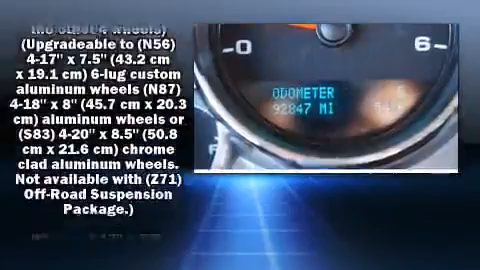 (Upgradeable to (N56)
4-17" x 7.5" (43.2 cm
x 19.1 cm) 6-lug custom
aluminum wheels (N87)
4-18" x 8" (45.7 cm x 20.3
cm) aluminum wheels or
(S83) 4-20" x 8.5" (50.8
cm x 21.6 cm) chrome
clad aluminum wheels.
Not available with (Z71)
Off-Road Suspension
Package.)
0
6
ODOMETER
92847 MI